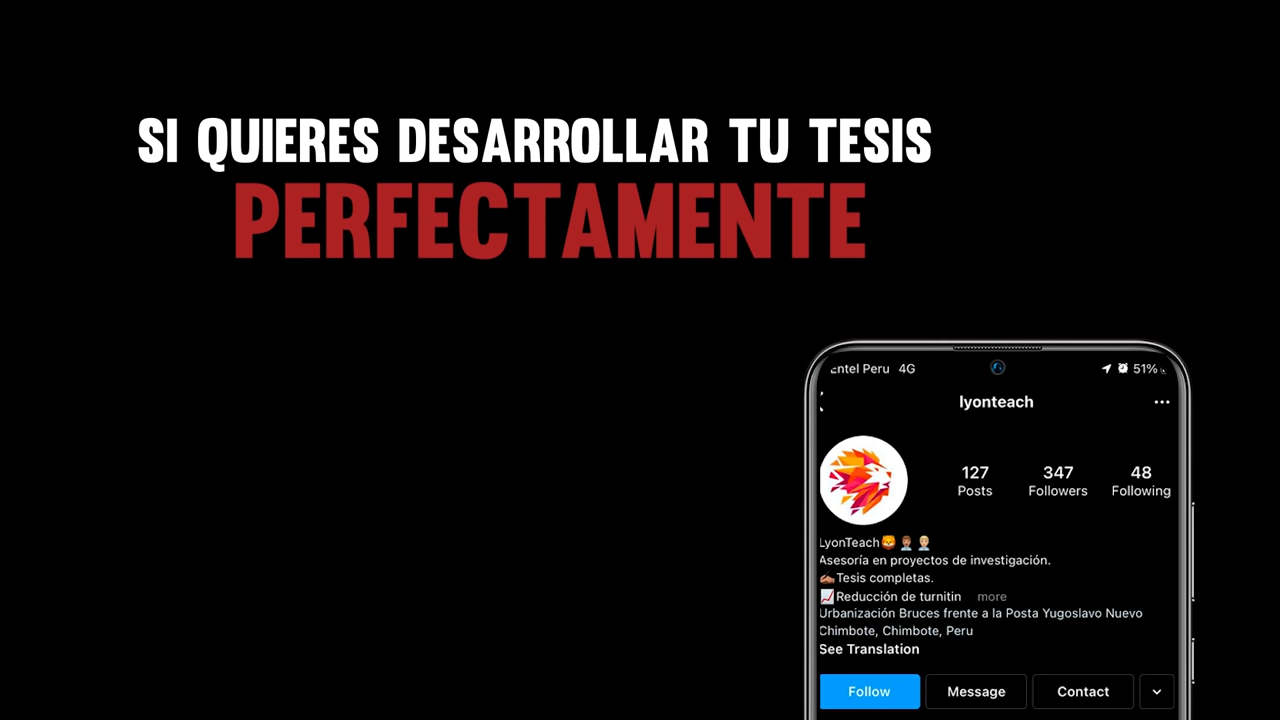 SI QUIERES DESARROLLAR TU TESIS
PERFECTAMENTE
Entel Peru 4G 51%
lyonteach
127 347 48
Posts Followers Following
LyonTeach🦁👨🏽‍💼👨🏼‍💼
Asesoría en proyectos de investigación.
✍🏽Tesis completas.
📈Reducción de turnitin more
Urbanización Bruces frente a la Posta Yugoslavo Nuevo
Chimbote, Chimbote, Peru
See Translation
Follow Message Contact